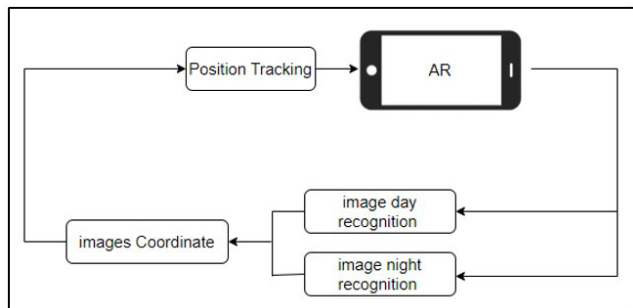 Position Tracking
AR
image day
recognition
images Coordinate
image night
recognition